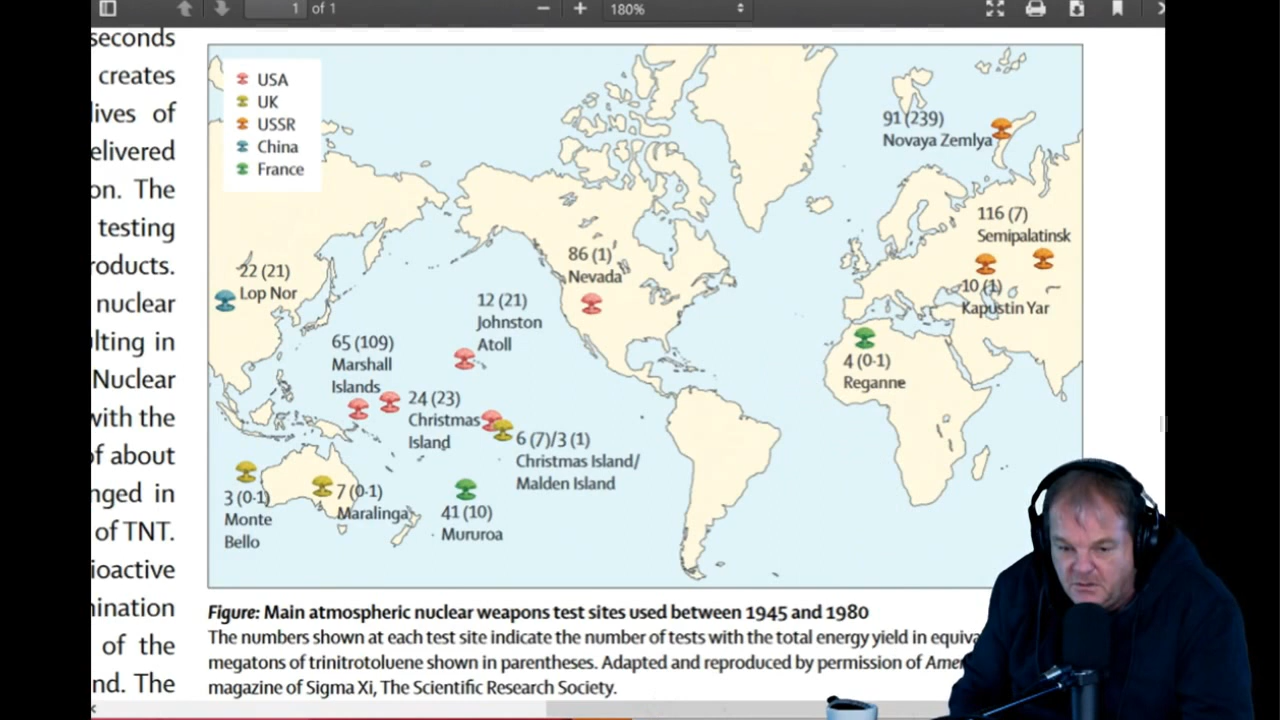 1 of 1
180%
seconds
creates
lives of
elivered
on. The
testing
roducts.
nuclear
ulting in
Nuclear
with the
of about
nged in
of TNT.
ioactive
nination
of the
nd. The
USA
UK
USSR
China
France
91 (239)
Novaya Zemlya
116 (7)
Semipalatinsk
10 (1)
Kapustin Yar
86 (1)
Nevada
22 (21)
Lop Nor
12 (21)
Johnston
Atoll
65 (109)
Marshall
Islands
24 (23)
Christmas
Island
4 (0·1)
Reganne
6 (7)/3 (1)
Christmas Island/
Malden Island
3 (0·1)
Monte
Bello
7 (0·1)
Maralinga
41 (10)
Mururoa
Figure: Main atmospheric nuclear weapons test sites used between 1945 and 1980
The numbers shown at each test site indicate the number of tests with the total energy yield in equiva
megatons of trinitrotoluene shown in parentheses. Adapted and reproduced by permission of Amer
magazine of Sigma Xi, The Scientific Research Society.